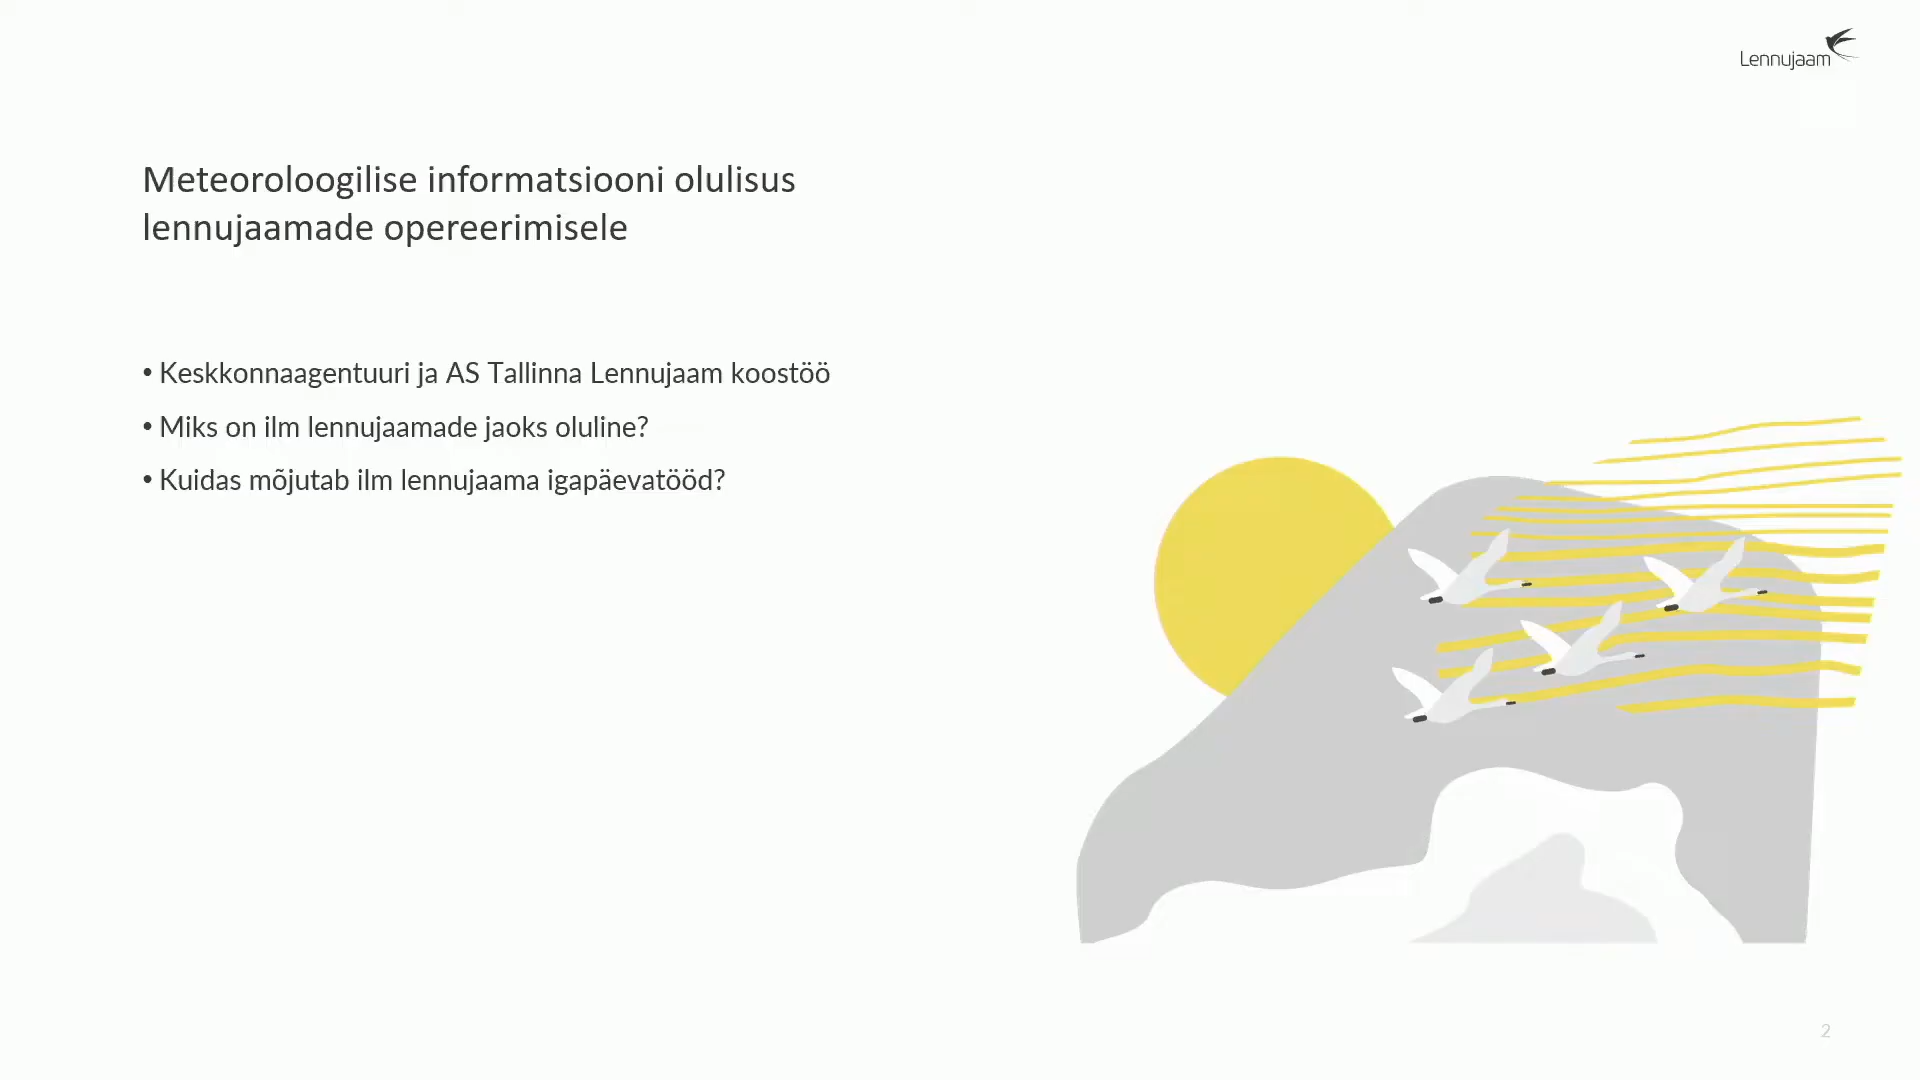 Lennujaam
Meteoroloogilise informatsiooni olulisus
lennujaamade opereerimisele
• Keskkonnaagentuuri ja AS Tallinna Lennujaam koostöö
• Miks on ilm lennujaamade jaoks oluline?
• Kuidas mõjutab ilm lennujaama igapäevatööd?
2